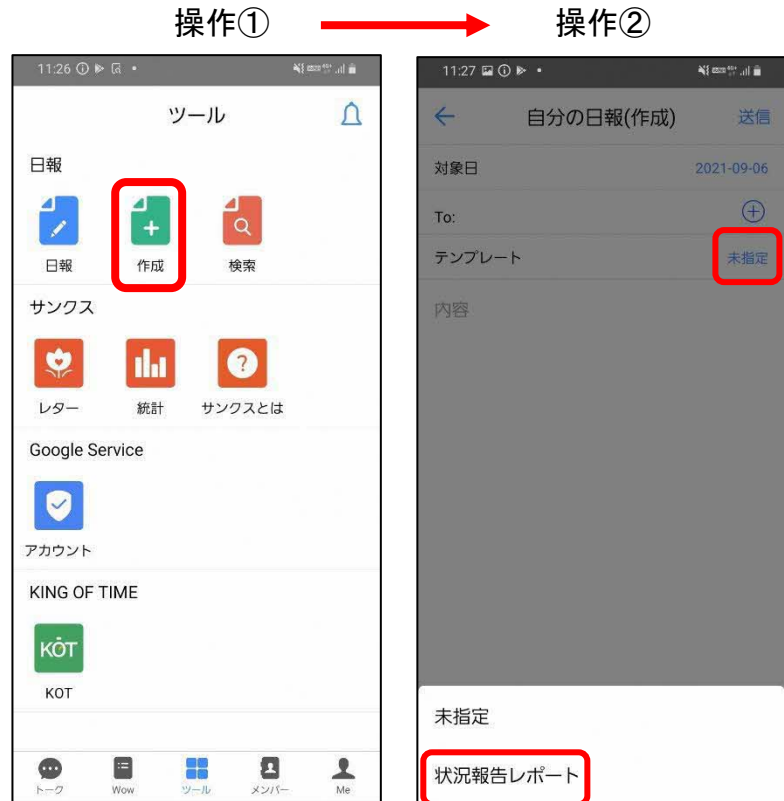 操作① 操作②
11:26
ツール
日報
日報 作成 検索
サンクス
レター 統計 サンクスとは
Google Service
アカウント
KING OF TIME
KOT
KOT
トーク Wow ツール メンバー Me
11:27
自分の日報(作成) 送信
対象日 2021-09-06
To:
テンプレート 未指定
内容
未指定
状況報告レポート